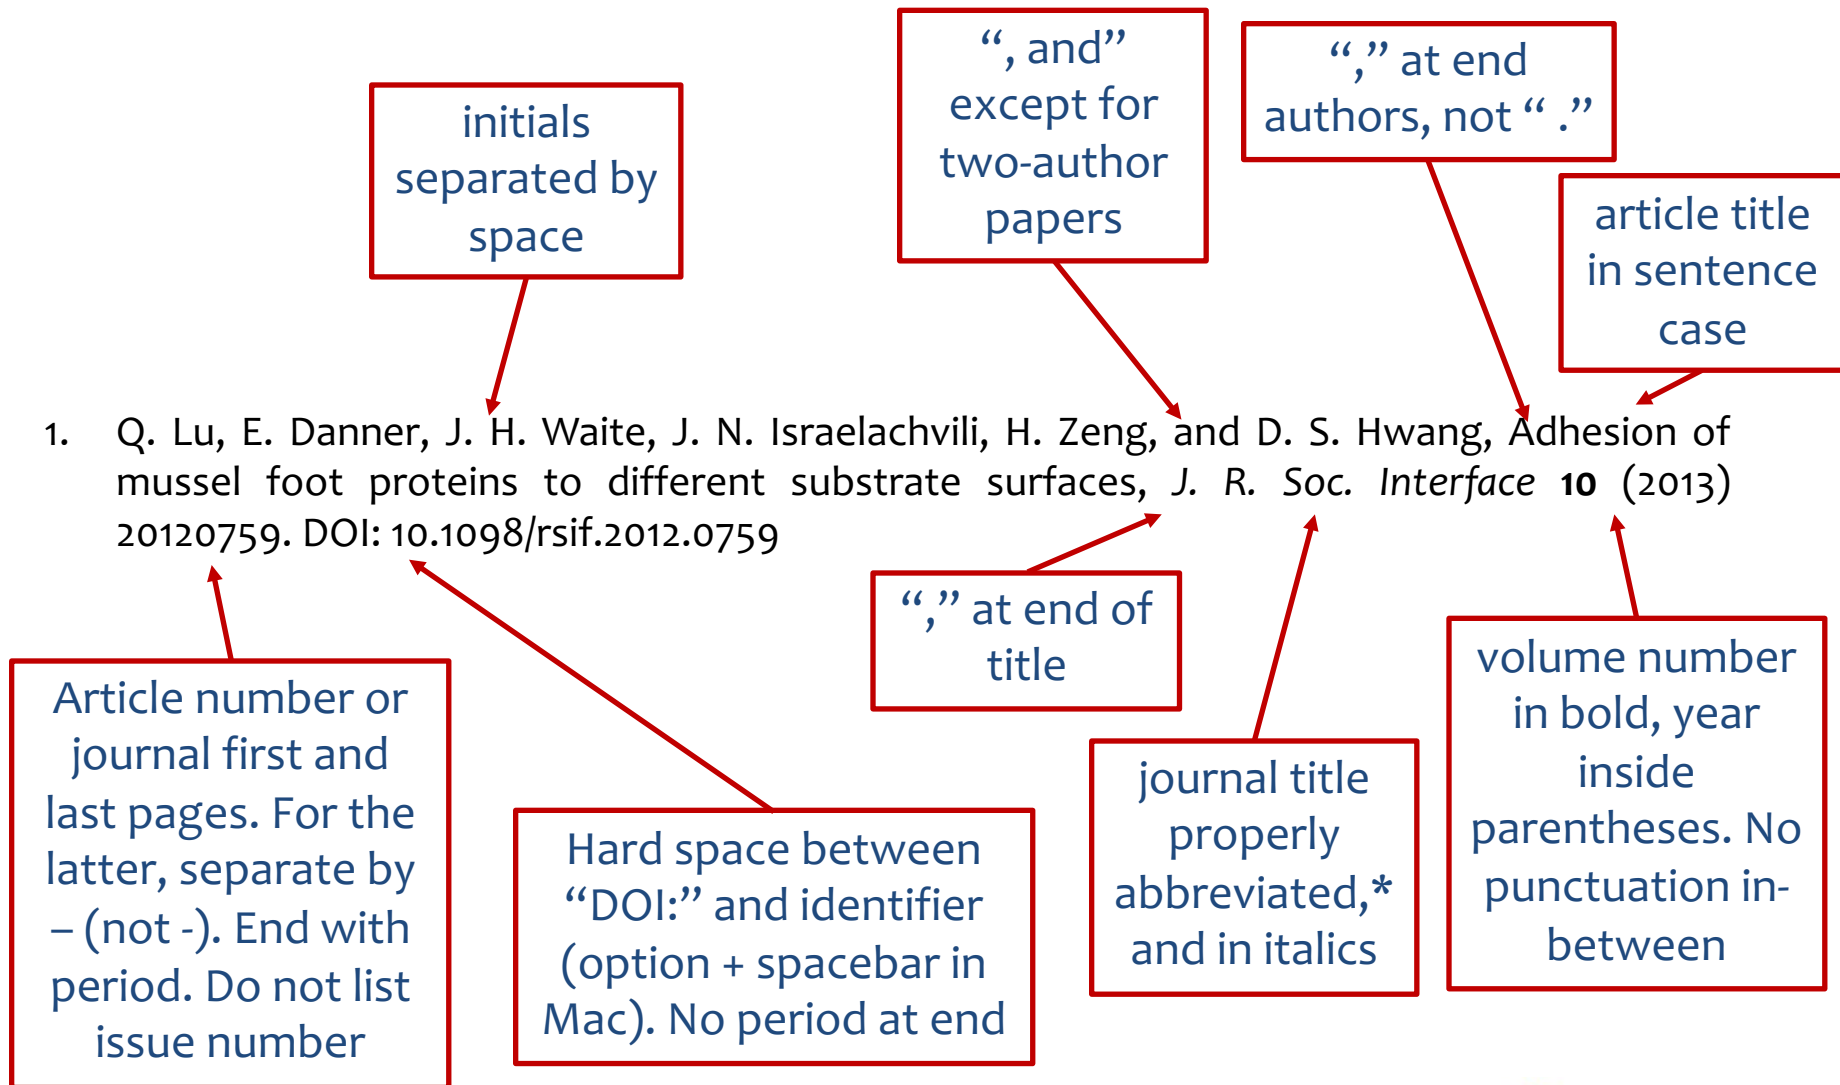 “, and”
except for
two-author
papers
“,” at end
authors, not “ .”
initials
separated by
space
article title
in sentence
case
1. Q. Lu, E. Danner, J. H. Waite, J. N. Israelachvili, H. Zeng, and D. S. Hwang, Adhesion of
mussel foot proteins to different substrate surfaces, J. R. Soc. Interface 10 (2013)
20120759. DOI: 10.1098/rsif.2012.0759
“,” at end of
title
Article number or
journal first and
last pages. For the
latter, separate by
– (not -). End with
period. Do not list
issue number
Hard space between
“DOI:” and identifier
(option + spacebar in
Mac). No period at end
journal title
properly
abbreviated,*
and in italics
volume number
in bold, year
inside
parentheses. No
punctuation in-
between